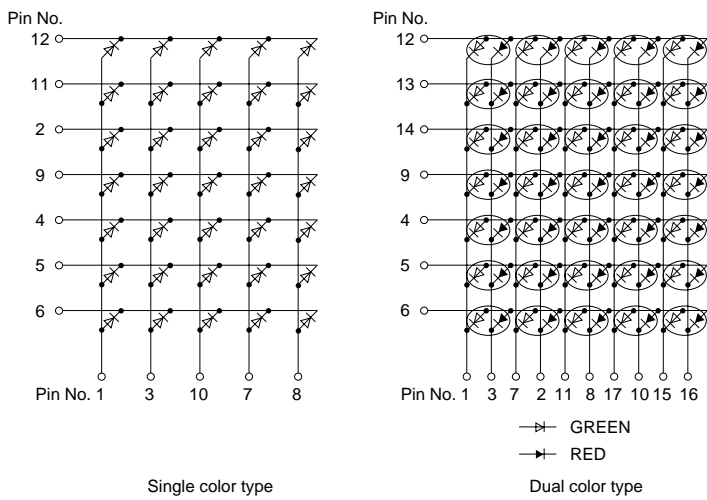 Pin No.
12
11
2
9
4
5
6
Pin No. 1 3 10 7 8
Single color type
Pin No.
12
13
14
9
4
5
6
Pin No. 1 3 7 2 11 8 17 10 15 16
GREEN
RED
Dual color type